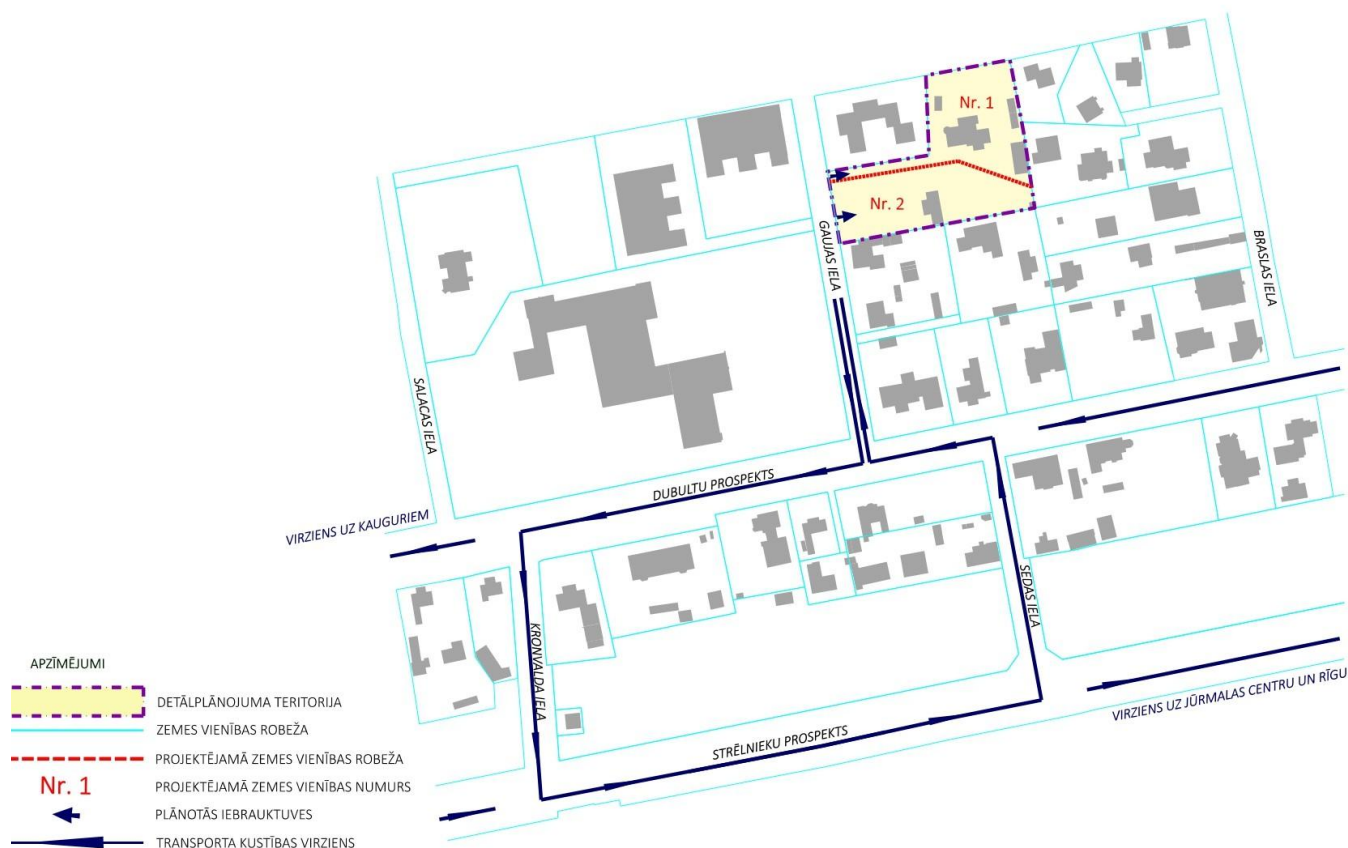 Nr. 1
Nr. 2
GAUJAS IELA
BRASLAS IELA
SALACAS IELA
DUBULTU PROSPEKTS
VIRZIENS UZ KAUGURIEM
SEDAS IELA
KRONVALDA IELA
VIRZIENS UZ JŪRMALAS CENTRU UN RĪGU
STRĒLNIEKU PROSPEKTS
APZĪMĒJUMI
DETĀLPLĀNOJUMA TERITORIJA
ZEMES VIENĪBAS ROBEŽA
PROJEKTĒJAMĀ ZEMES VIENĪBAS ROBEŽA
Nr. 1 PROJEKTĒJAMĀ ZEMES VIENĪBAS NUMURS
PLĀNOTĀS IEBRAUKTUVES
TRANSPORTA KUSTĪBAS VIRZIENS